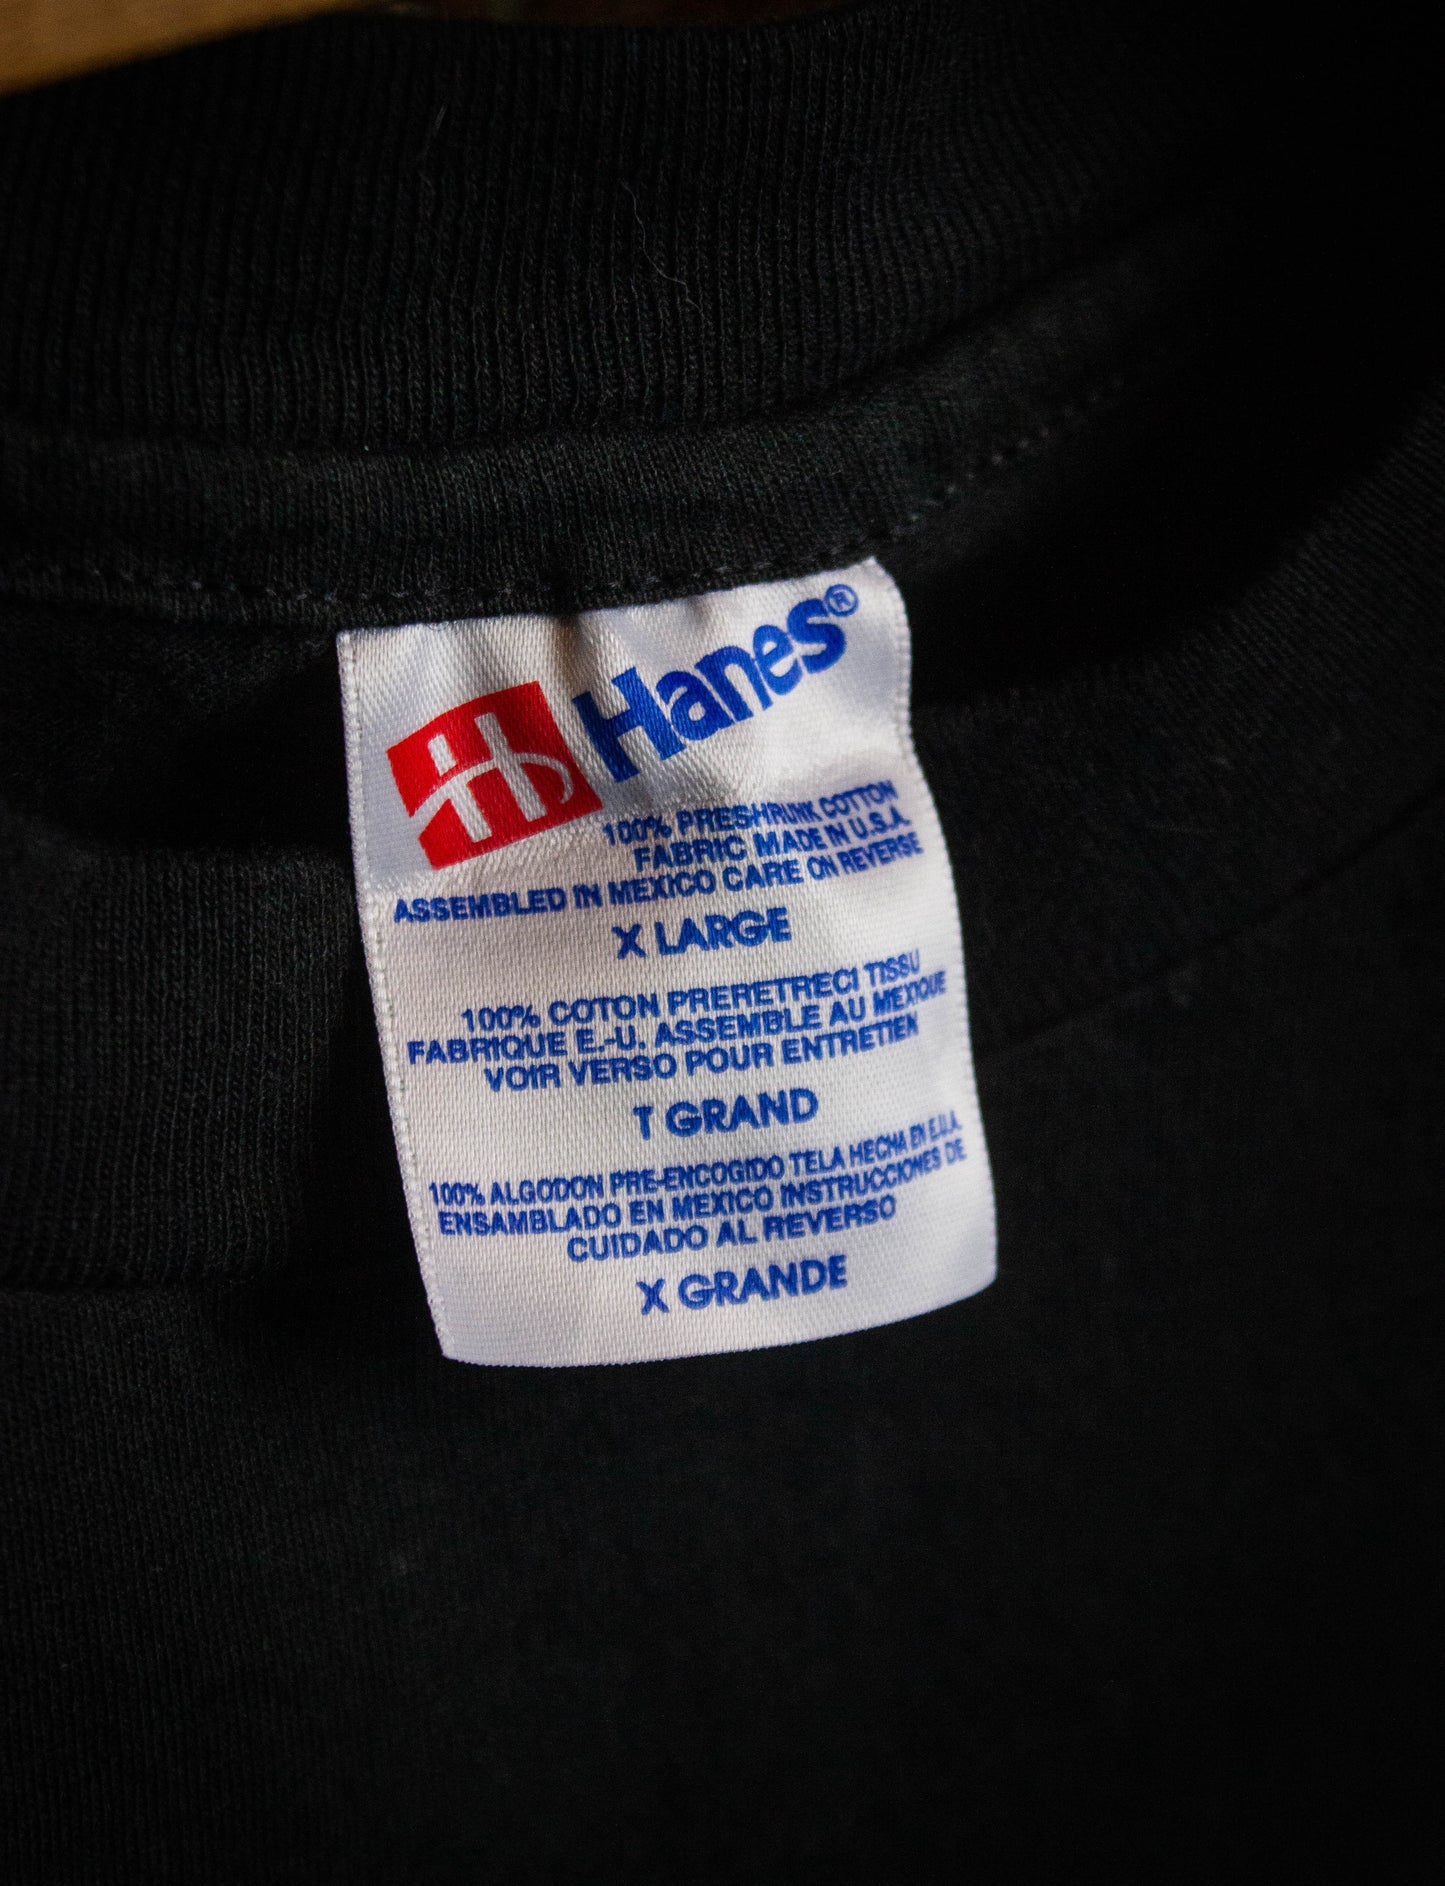 Hanes®
100% PRESHRUNK COTTON
FABRIC MADE IN U.S.A.
ASSEMBLED IN MEXICO CARE ON REVERSE
X LARGE
100% COTON PRERETRECI TISSU
FABRIQUE E.-U. ASSEMBLE AU MEXIQUE
VOIR VERSO POUR ENTRETIEN
T GRAND
100% ALGODON PRE-ENCOGIDO TELA HECHA EN E.U.A.
ENSAMBLADO EN MEXICO INSTRUCCIONES DE
CUIDADO AL REVERSO
X GRANDE